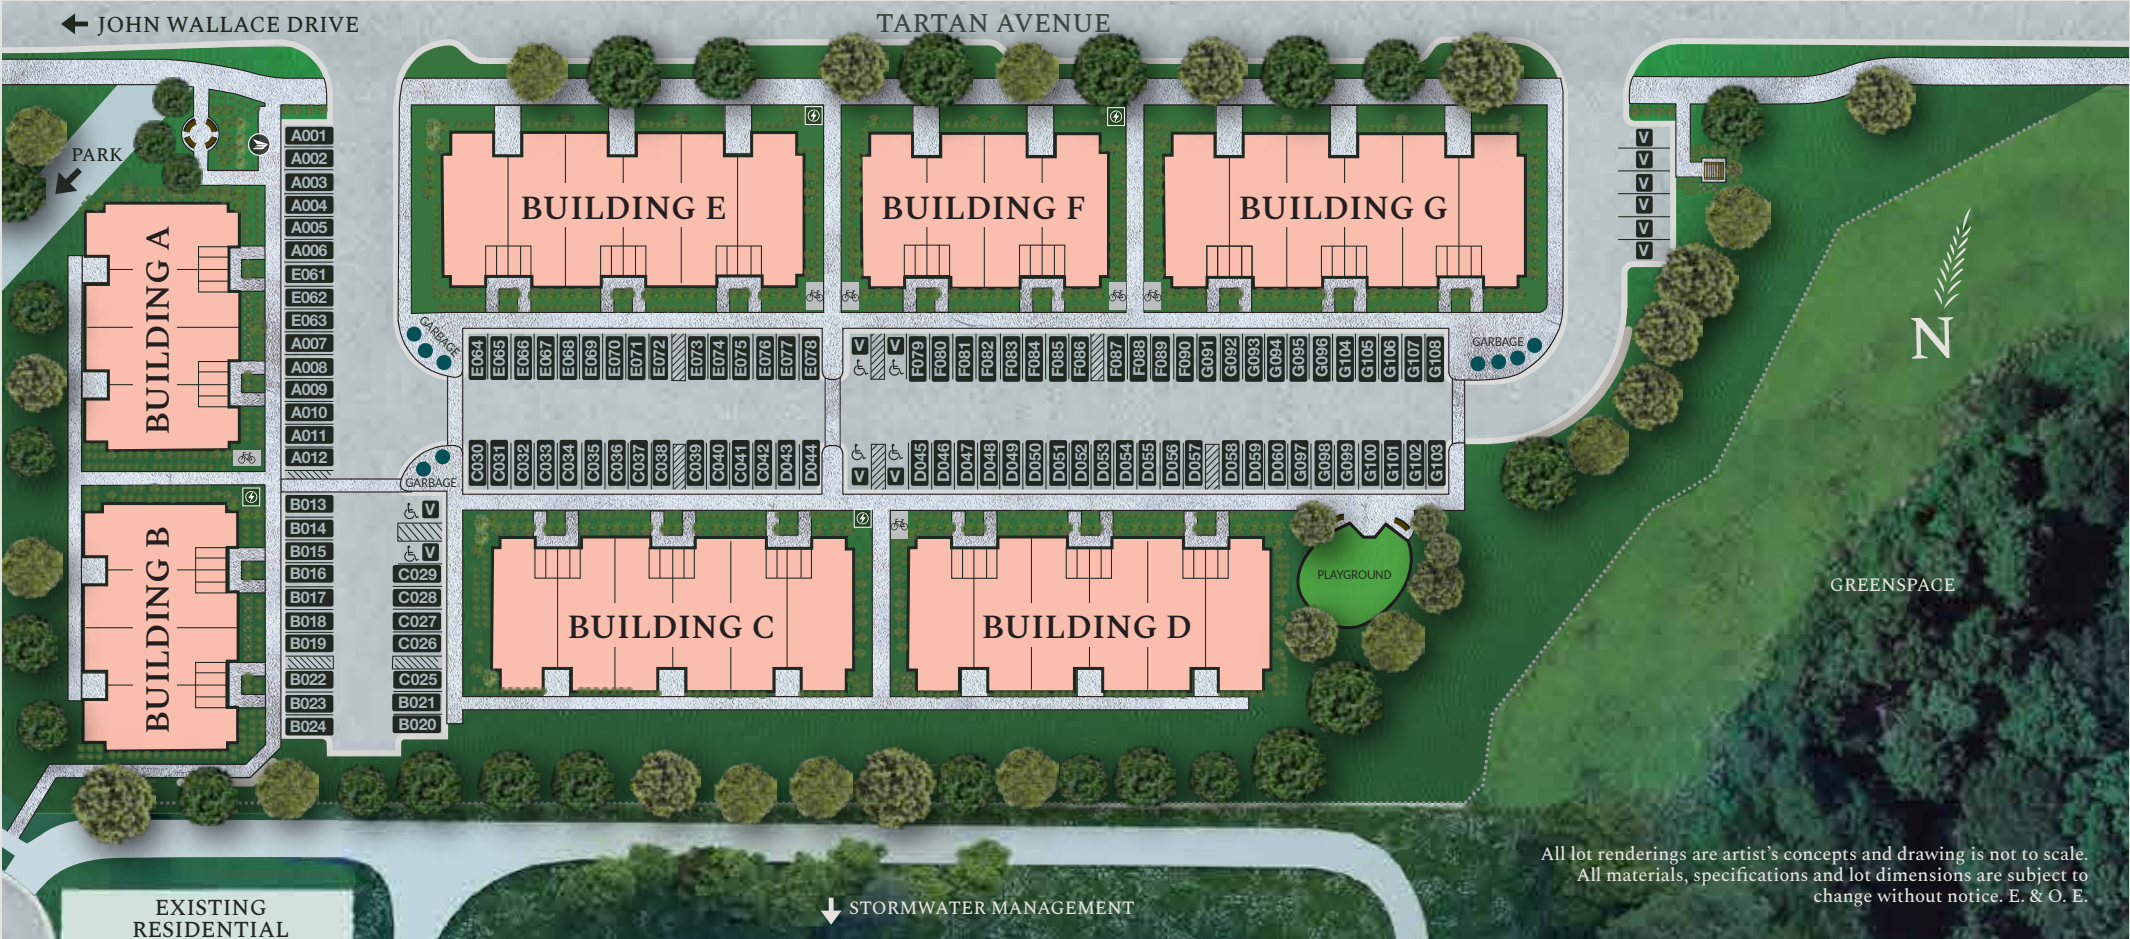 JOHN WALLACE DRIVE
TARTAN AVENUE
PARK
A001
A002
A003
A004
A005
A006
E061
E062
E063
A007
A008
A009
A010
A011
A012
BUILDING A
BUILDING E
BUILDING F
BUILDING G
V
V
V
V
V
V
N
GARBAGE
E064 E065 E066 E067 E068 E069 E070 E071 E072 E073 E074 E075 E076 E077 E078
V V F079 F080 F081 F082 F083 F084 F085 F086 F087 F088 F089 F090 G091 G092 G093 G094 G095 G096 G104 G105 G106 G107 G108
GARBAGE
C030 C031 C032 C033 C034 C035 C036 C037 C038 C039 C040 C041 C042 D043 D044
V V D045 D046 D047 D048 D049 D050 D051 D052 D053 D054 D055 D056 D057 D058 D059 D060 G097 G098 G099 G100 G101 G102 G103
GARBAGE
BUILDING B
B013
B014
B015
B016
B017
B018
B019
B022
B023
B024
V
V
C029
C028
C027
C026
C025
B021
B020
BUILDING C
BUILDING D
PLAYGROUND
GREENSPACE
EXISTING
RESIDENTIAL
STORMWATER MANAGEMENT
All lot renderings are artist's concepts and drawing is not to scale.
All materials, specifications and lot dimensions are subject to
change without notice. E. & O. E.